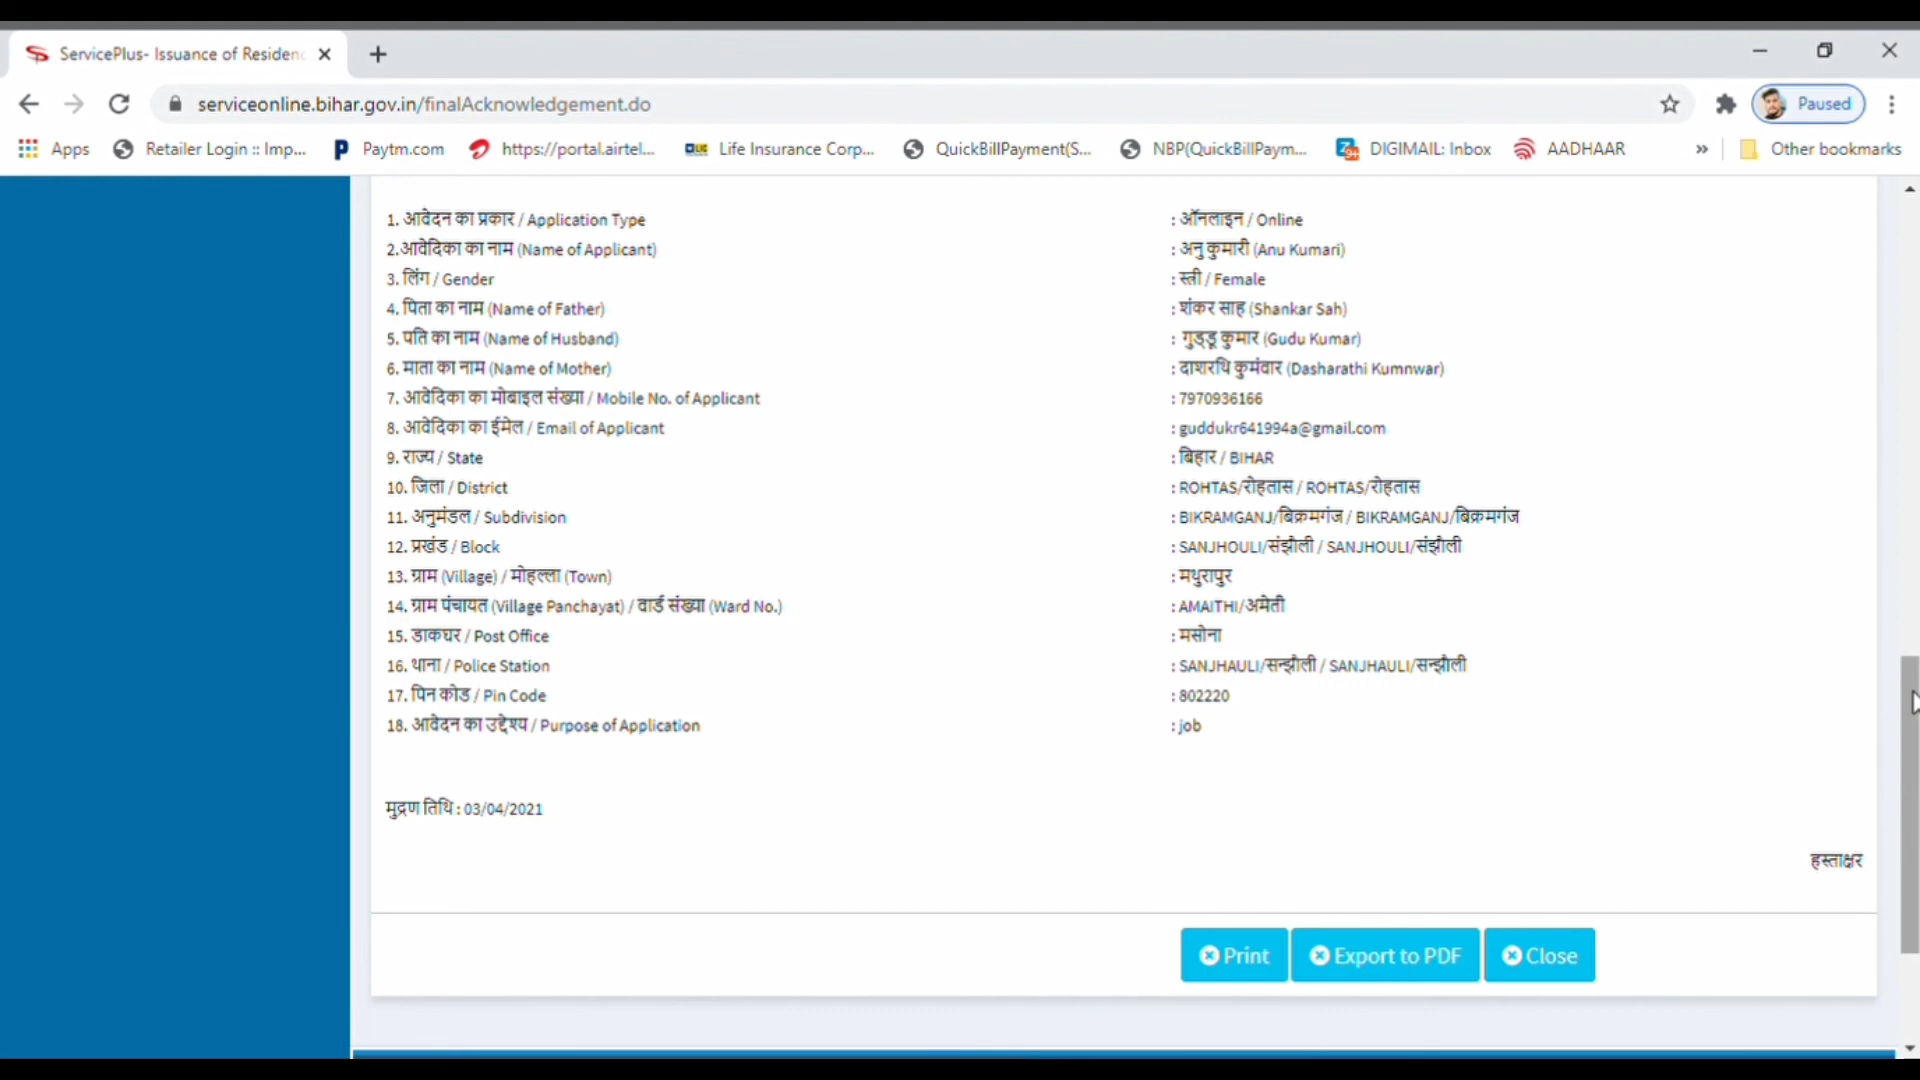 ServicePlus- Issuance of Residenc
serviceonline.bihar.gov.in/finalAcknowledgement.do
Paused
Apps Retailer Login :: Imp... Paytm.com https://portal.airtel... Life Insurance Corp... QuickBillPayment(S... NBP(QuickBillPaym... DIGIMAIL: Inbox AADHAAR » Other bookmarks
1. आवेदन का प्रकार / Application Type : ऑनलाइन / Online
2.आवेदिका का नाम (Name of Applicant) : अनु कुमारी (Anu Kumari)
3. लिंग / Gender : स्त्री / Female
4. पिता का नाम (Name of Father) : शंकर साह (Shankar Sah)
5. पति का नाम (Name of Husband) : गुड्डू कुमार (Gudu Kumar)
6. माता का नाम (Name of Mother) : दाशरथि कुमंवार (Dasharathi Kumnwar)
7. आवेदिका का मोबाइल संख्या / Mobile No. of Applicant : 7970936166
8. आवेदिका का ईमेल / Email of Applicant : guddukr641994a@gmail.com
9. राज्य / State : बिहार / BIHAR
10. जिला / District : ROHTAS/रोहतास / ROHTAS/रोहतास
11. अनुमंडल / Subdivision : BIKRAMGANJ/बिक्रमगंज / BIKRAMGANJ/बिक्रमगंज
12. प्रखंड / Block : SANJHOULI/संझौली / SANJHOULI/संझौली
13. ग्राम (Village) / मोहल्ला (Town) : मथुरापुर
14. ग्राम पंचायत (Village Panchayat) / वार्ड संख्या (Ward No.) : AMAITHI/अमेती
15. डाकघर / Post Office : मसोना
16. थाना / Police Station : SANJHAULI/सन्झौली / SANJHAULI/सन्झौली
17. पिन कोड / Pin Code : 802220
18. आवेदन का उद्देश्य / Purpose of Application : job
मुद्रण तिथि : 03/04/2021
हस्ताक्षर
Print Export to PDF Close